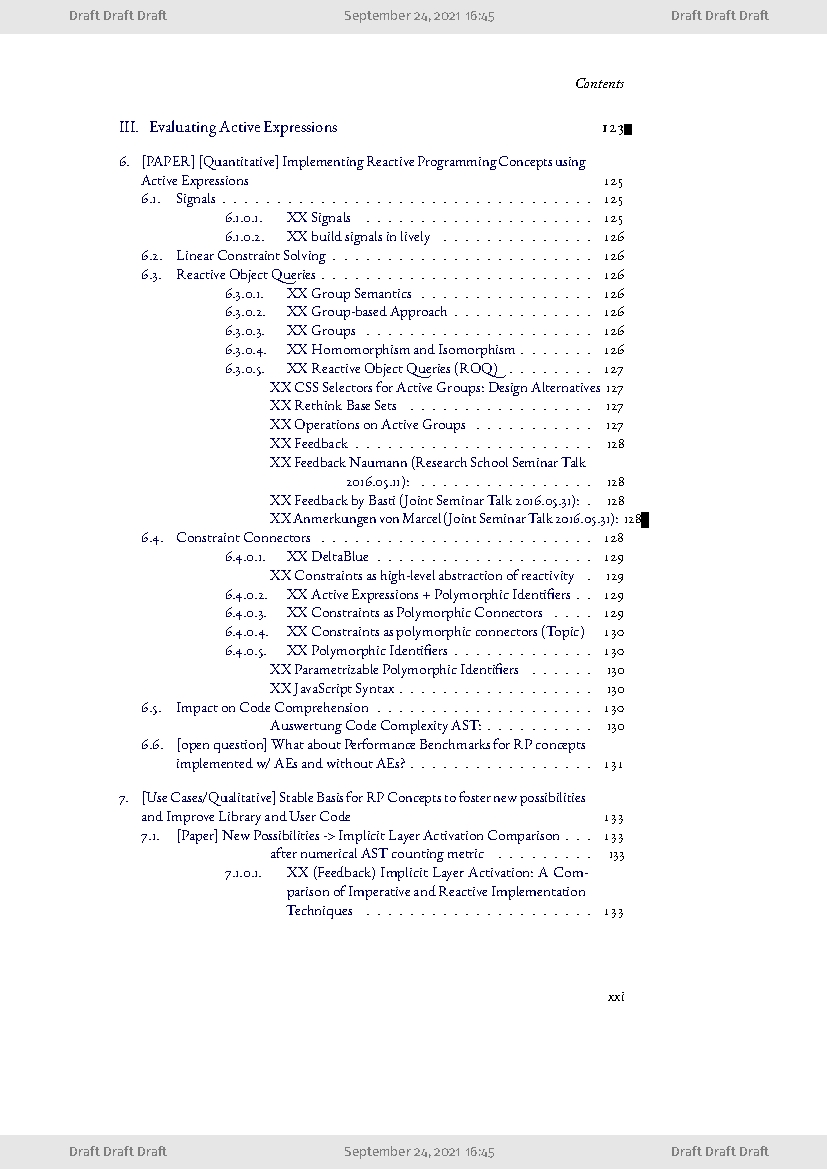 Draft Draft Draft September 24, 2021 16:45 Draft Draft Draft
Contents
III. Evaluating Active Expressions 123
6. [PAPER] [Quantitative] Implementing Reactive Programming Concepts using
Active Expressions 125
6.1. Signals . . . . . . . . . . . . . . . . . . . . . . . . . . . . . . . . . . 125
6.1.0.1. XX Signals . . . . . . . . . . . . . . . . . . . . . 125
6.1.0.2. XX build signals in lively . . . . . . . . . . . . . . 126
6.2. Linear Constraint Solving . . . . . . . . . . . . . . . . . . . . . . . . 126
6.3. Reactive Object Queries . . . . . . . . . . . . . . . . . . . . . . . . . 126
6.3.0.1. XX Group Semantics . . . . . . . . . . . . . . . . 126
6.3.0.2. XX Group-based Approach . . . . . . . . . . . . . 126
6.3.0.3. XX Groups . . . . . . . . . . . . . . . . . . . . . 126
6.3.0.4. XX Homomorphism and Isomorphism . . . . . . . 126
6.3.0.5. XX Reactive Object Queries (ROQ) . . . . . . . . 127
XX CSS Selectors for Active Groups: Design Alternatives 127
XX Rethink Base Sets . . . . . . . . . . . . . . . . . 127
XX Operations on Active Groups . . . . . . . . . . . 127
XX Feedback . . . . . . . . . . . . . . . . . . . . . . 128
XX Feedback Naumann (Research School Seminar Talk
2016.05.11): . . . . . . . . . . . . . . . . 128
XX Feedback by Basti (Joint Seminar Talk 2016.05.31): . 128
XX Anmerkungen von Marcel (Joint Seminar Talk 2016.05.31): 128
6.4. Constraint Connectors . . . . . . . . . . . . . . . . . . . . . . . . . 128
6.4.0.1. XX DeltaBlue . . . . . . . . . . . . . . . . . . . . 129
XX Constraints as high-level abstraction of reactivity . 129
6.4.0.2. XX Active Expressions + Polymorphic Identifiers . . 129
6.4.0.3. XX Constraints as Polymorphic Connectors . . . . 129
6.4.0.4. XX Constraints as polymorphic connectors (Topic) 130
6.4.0.5. XX Polymorphic Identifiers . . . . . . . . . . . . . 130
XX Parametrizable Polymorphic Identifiers . . . . . . 130
XX JavaScript Syntax . . . . . . . . . . . . . . . . . . 130
6.5. Impact on Code Comprehension . . . . . . . . . . . . . . . . . . . . 130
Auswertung Code Complexity AST: . . . . . . . . . . 130
6.6. [open question] What about Performance Benchmarks for RP concepts
implemented w/ AEs and without AEs? . . . . . . . . . . . . . . . . . 131
7. [Use Cases/Qualitative] Stable Basis for RP Concepts to foster new possibilities
and Improve Library and User Code 133
7.1. [Paper] New Possibilities -> Implicit Layer Activation Comparison . . . 133
after numerical AST counting metric . . . . . . . . . 133
7.1.0.1. XX (Feedback) Implicit Layer Activation: A Com-
parison of Imperative and Reactive Implementation
Techniques . . . . . . . . . . . . . . . . . . . . . 133
xxi
Draft Draft Draft September 24, 2021 16:45 Draft Draft Draft